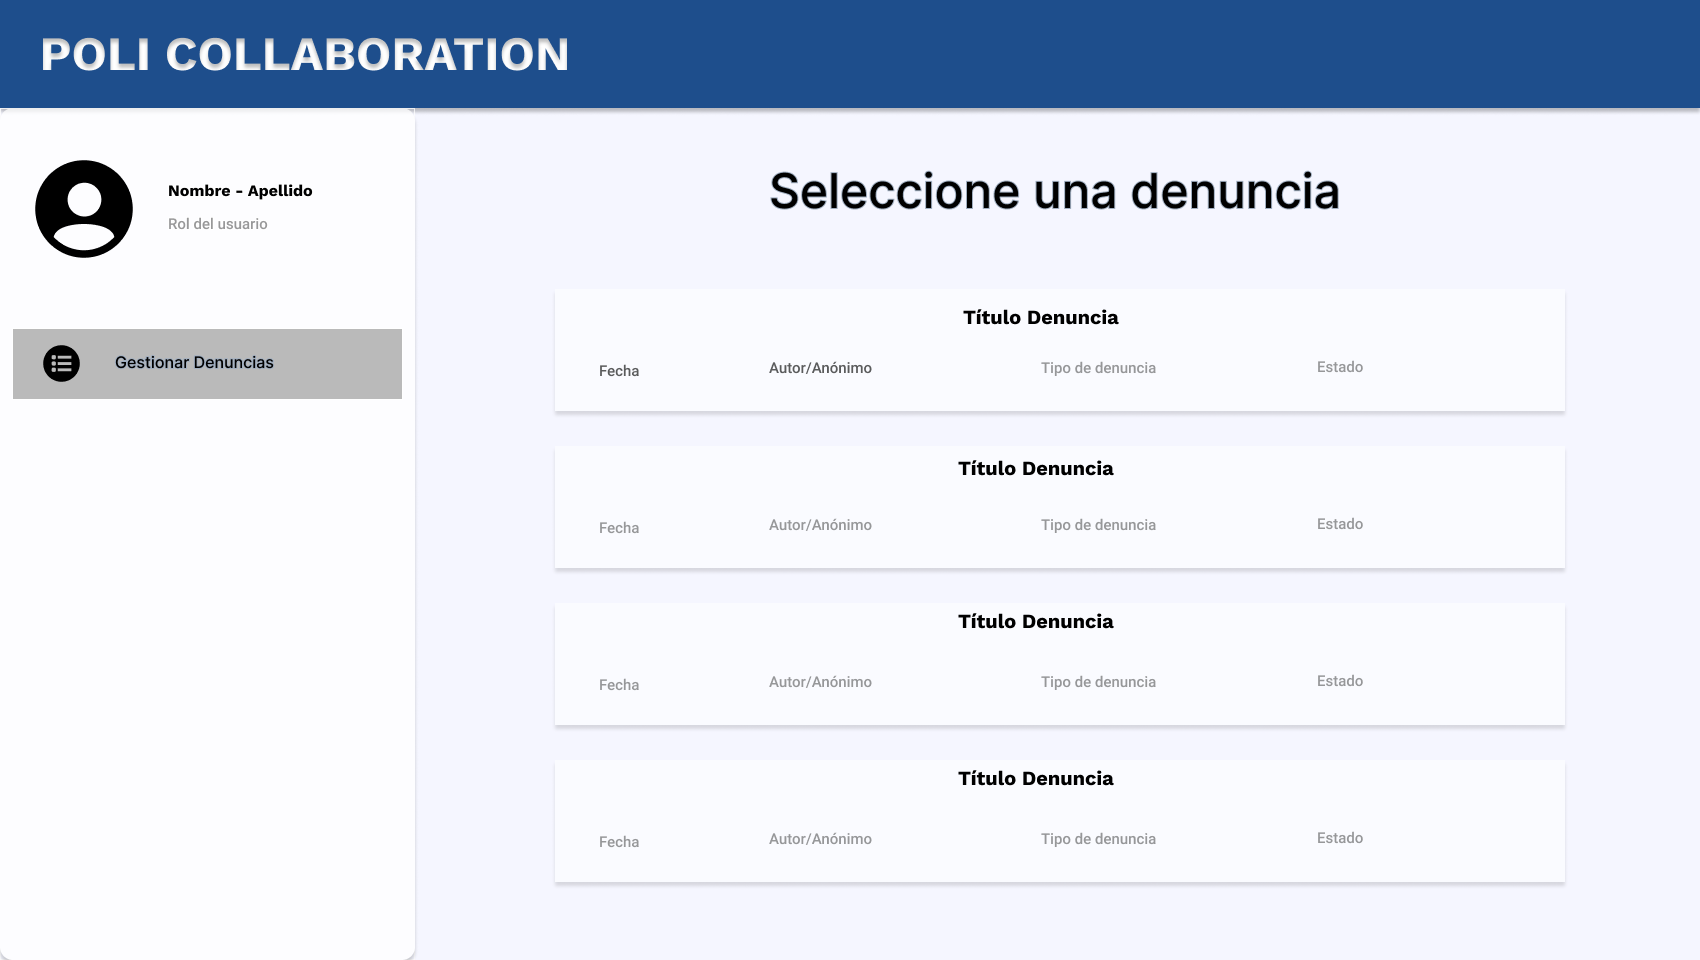 POLI COLLABORATION
Nombre - Apellido
Rol del usuario
Gestionar Denuncias
Seleccione una denuncia
Título Denuncia
Fecha Autor/Anónimo Tipo de denuncia Estado
Título Denuncia
Fecha Autor/Anónimo Tipo de denuncia Estado
Título Denuncia
Fecha Autor/Anónimo Tipo de denuncia Estado
Título Denuncia
Fecha Autor/Anónimo Tipo de denuncia Estado